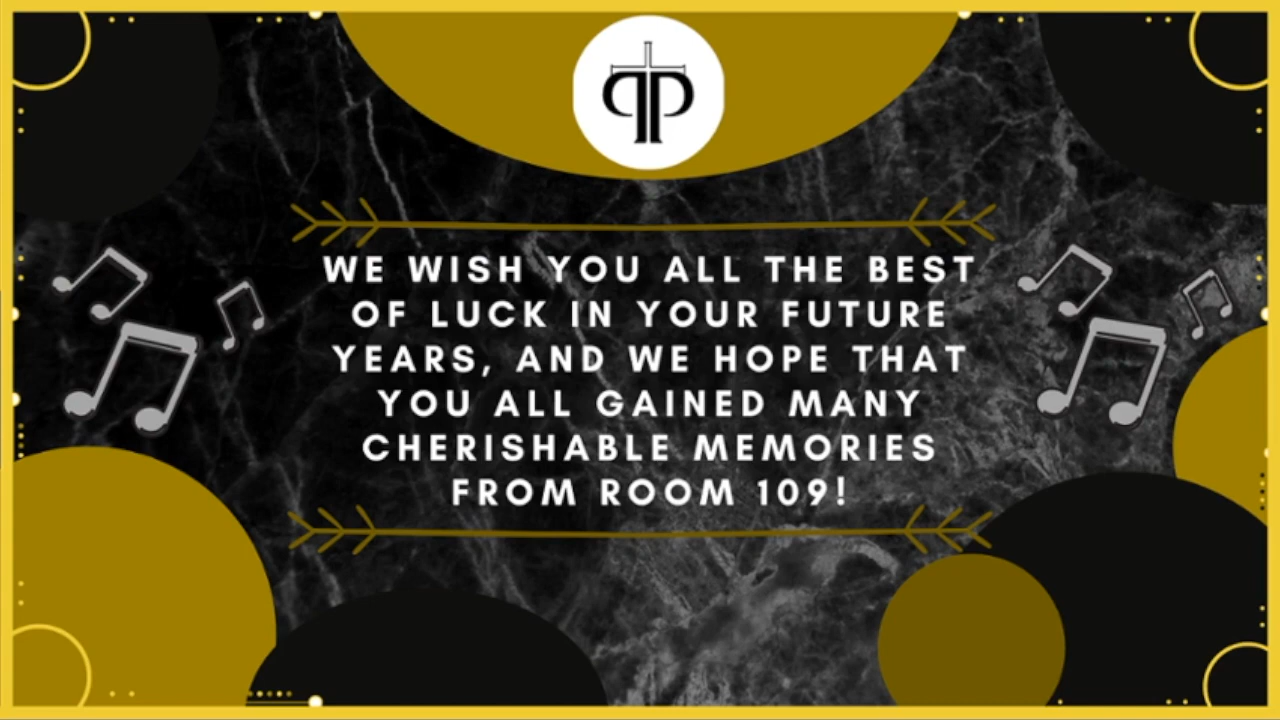 WE WISH YOU ALL THE BEST
OF LUCK IN YOUR FUTURE
YEARS, AND WE HOPE THAT
YOU ALL GAINED MANY
CHERISHABLE MEMORIES
FROM ROOM 109!